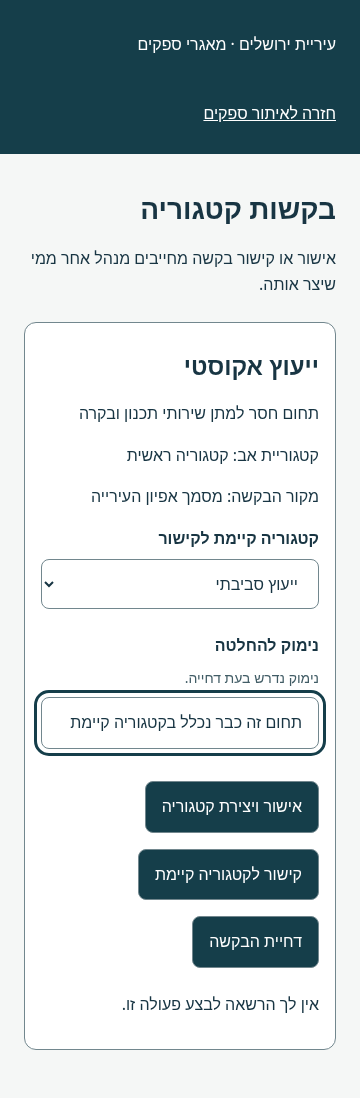 עיריית ירושלים · מאגרי ספקים
חזרה לאיתור ספקים
בקשות קטגוריה
אישור או קישור בקשה מחייבים מנהל אחר ממי
שיצר אותה.
ייעוץ אקוסטי
תחום חסר למתן שירותי תכנון ובקרה
קטגוריית אב: קטגוריה ראשית
מקור הבקשה: מסמך אפיון העירייה
קטגוריה קיימת לקישור
ייעוץ סביבתי
נימוק להחלטה
נימוק נדרש בעת דחייה.
תחום זה כבר נכלל בקטגוריה קיימת
אישור ויצירת קטגוריה
קישור לקטגוריה קיימת
דחיית הבקשה
אין לך הרשאה לבצע פעולה זו.